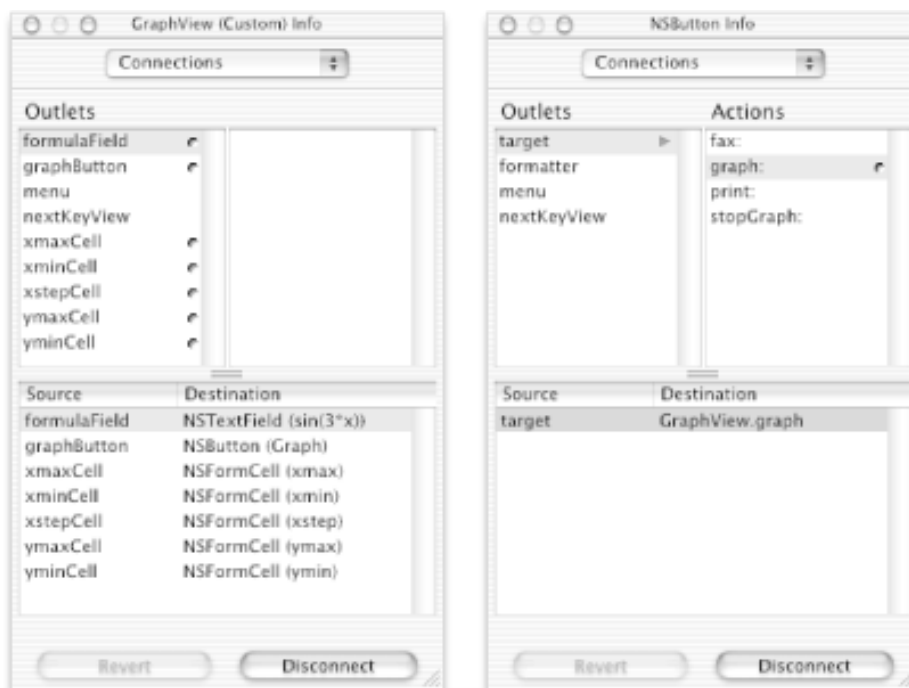 GraphView (Custom) Info
Connections
Outlets
formulaField
graphButton
menu
nextKeyView
xmaxCell
xminCell
xstepCell
ymaxCell
yminCell
Source Destination
formulaField NSTextField (sin(3*x))
graphButton NSButton (Graph)
xmaxCell NSFormCell (xmax)
xminCell NSFormCell (xmin)
xstepCell NSFormCell (xstep)
ymaxCell NSFormCell (ymax)
yminCell NSFormCell (ymin)
Revert Disconnect
NSButton Info
Connections
Outlets Actions
target fax:
formatter graph:
menu print:
nextKeyView stopGraph:
Source Destination
target GraphView.graph
Revert Disconnect